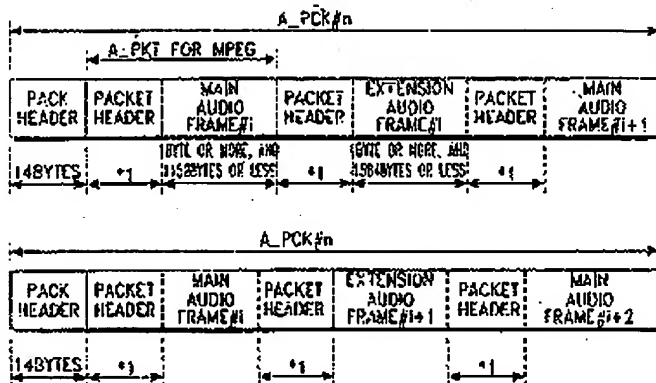 A_PCK#n
A_PKT FOR MPEG
PACK HEADER
PACKET HEADER
MAIN AUDIO FRAME#i
PACKET HEADER
EXTENSION AUDIO FRAME#i
PACKET HEADER
MAIN AUDIO FRAME#i+1
14BYTES
*1
1BYTE OR MORE, AND
BYTES OR LESS
*1
1BYTE OR MORE, AND
BYTES OR LESS
*1
A_PCK#n
PACK HEADER
PACKET HEADER
MAIN AUDIO FRAME#i
PACKET HEADER
EXTENSION AUDIO FRAME#i+1
PACKET HEADER
MAIN AUDIO FRAME#i+2
14BYTES
*1
*1
*1